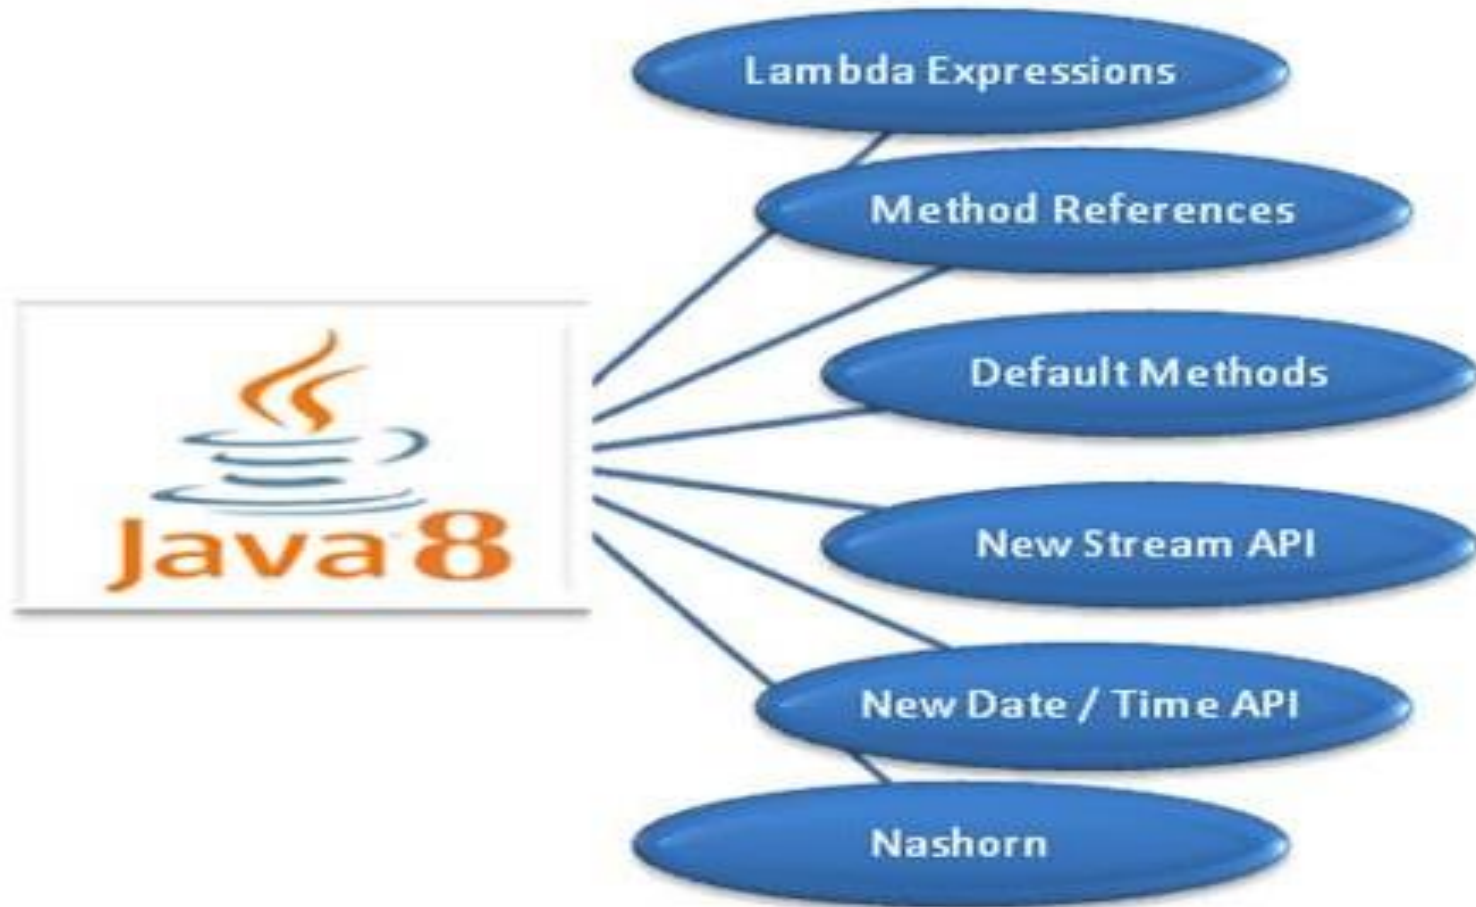 Lambda Expressions
Method References
Default Methods
New Stream API
New Date / Time API
Nashorn
Java 8